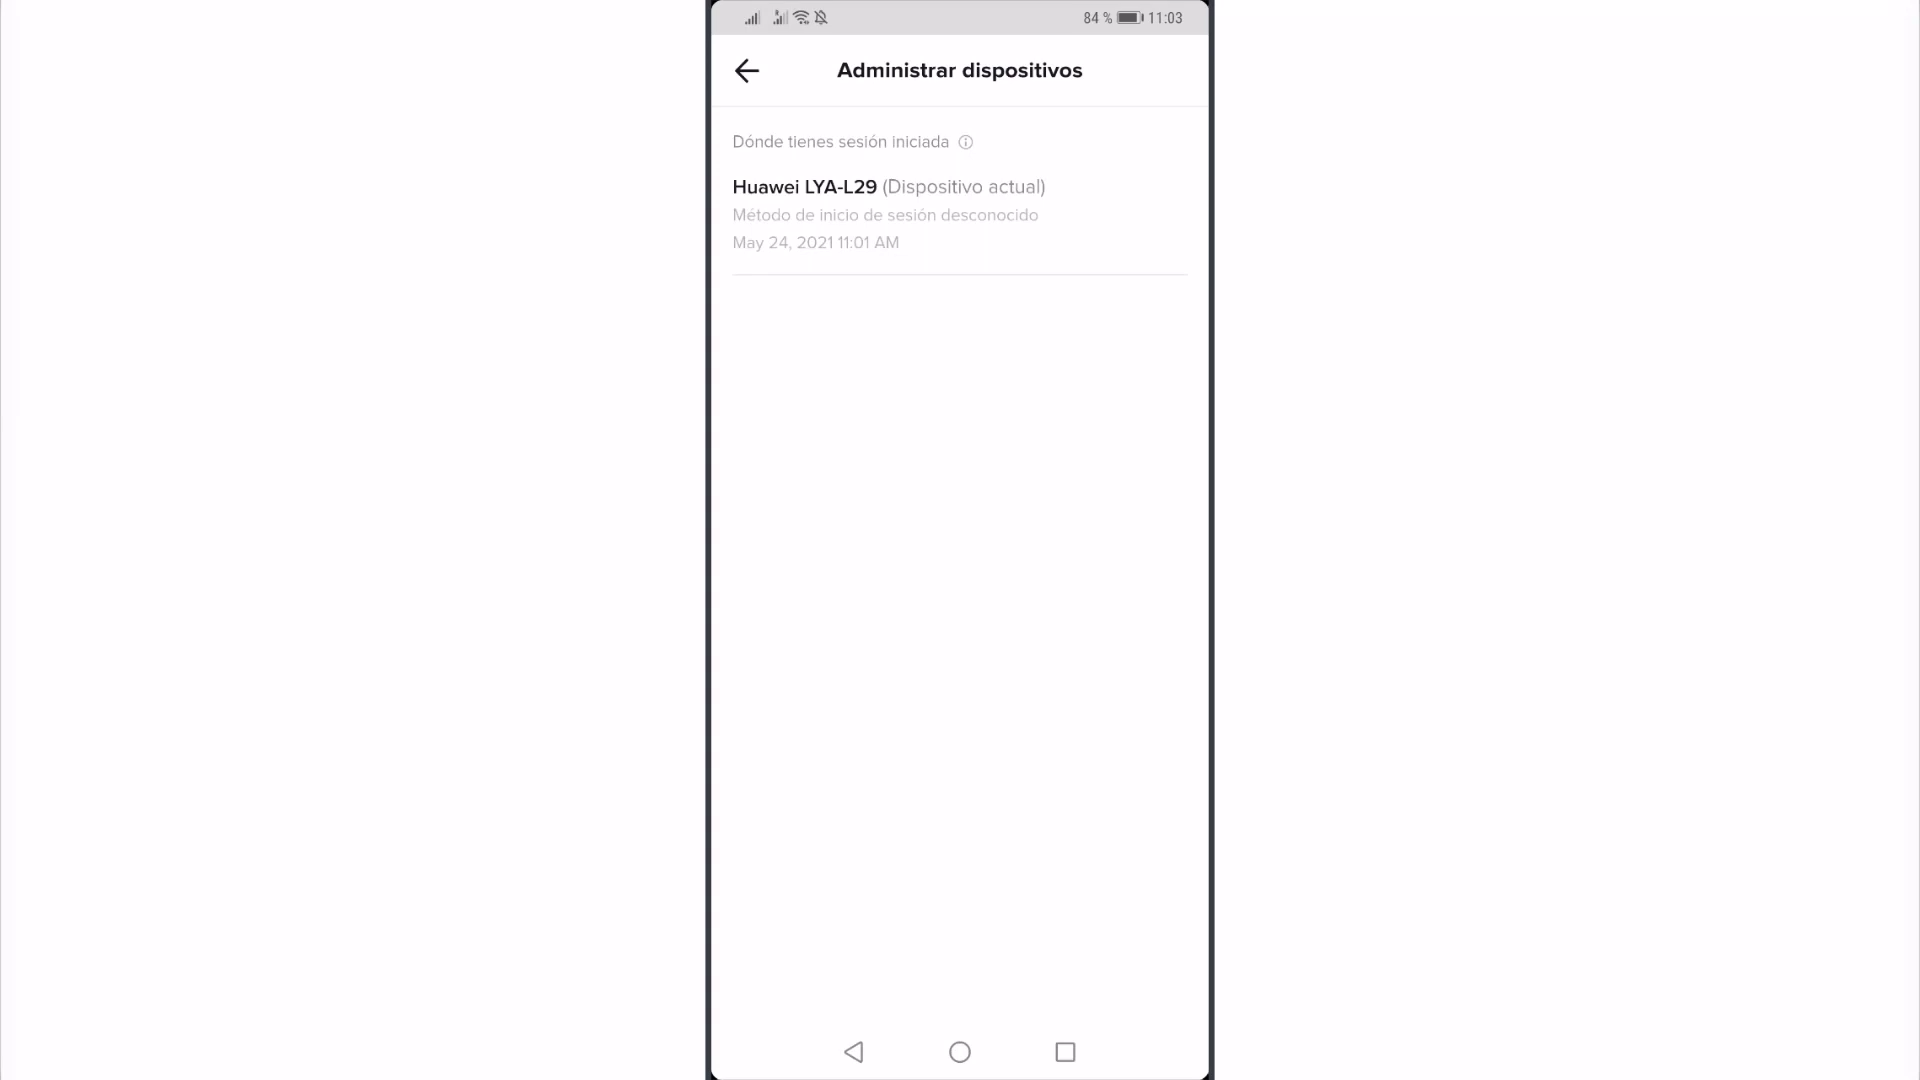 84 % 11:03
Administrar dispositivos
Dónde tienes sesión iniciada
Huawei LYA-L29 (Dispositivo actual)
Método de inicio de sesión desconocido
May 24, 2021 11:01 AM